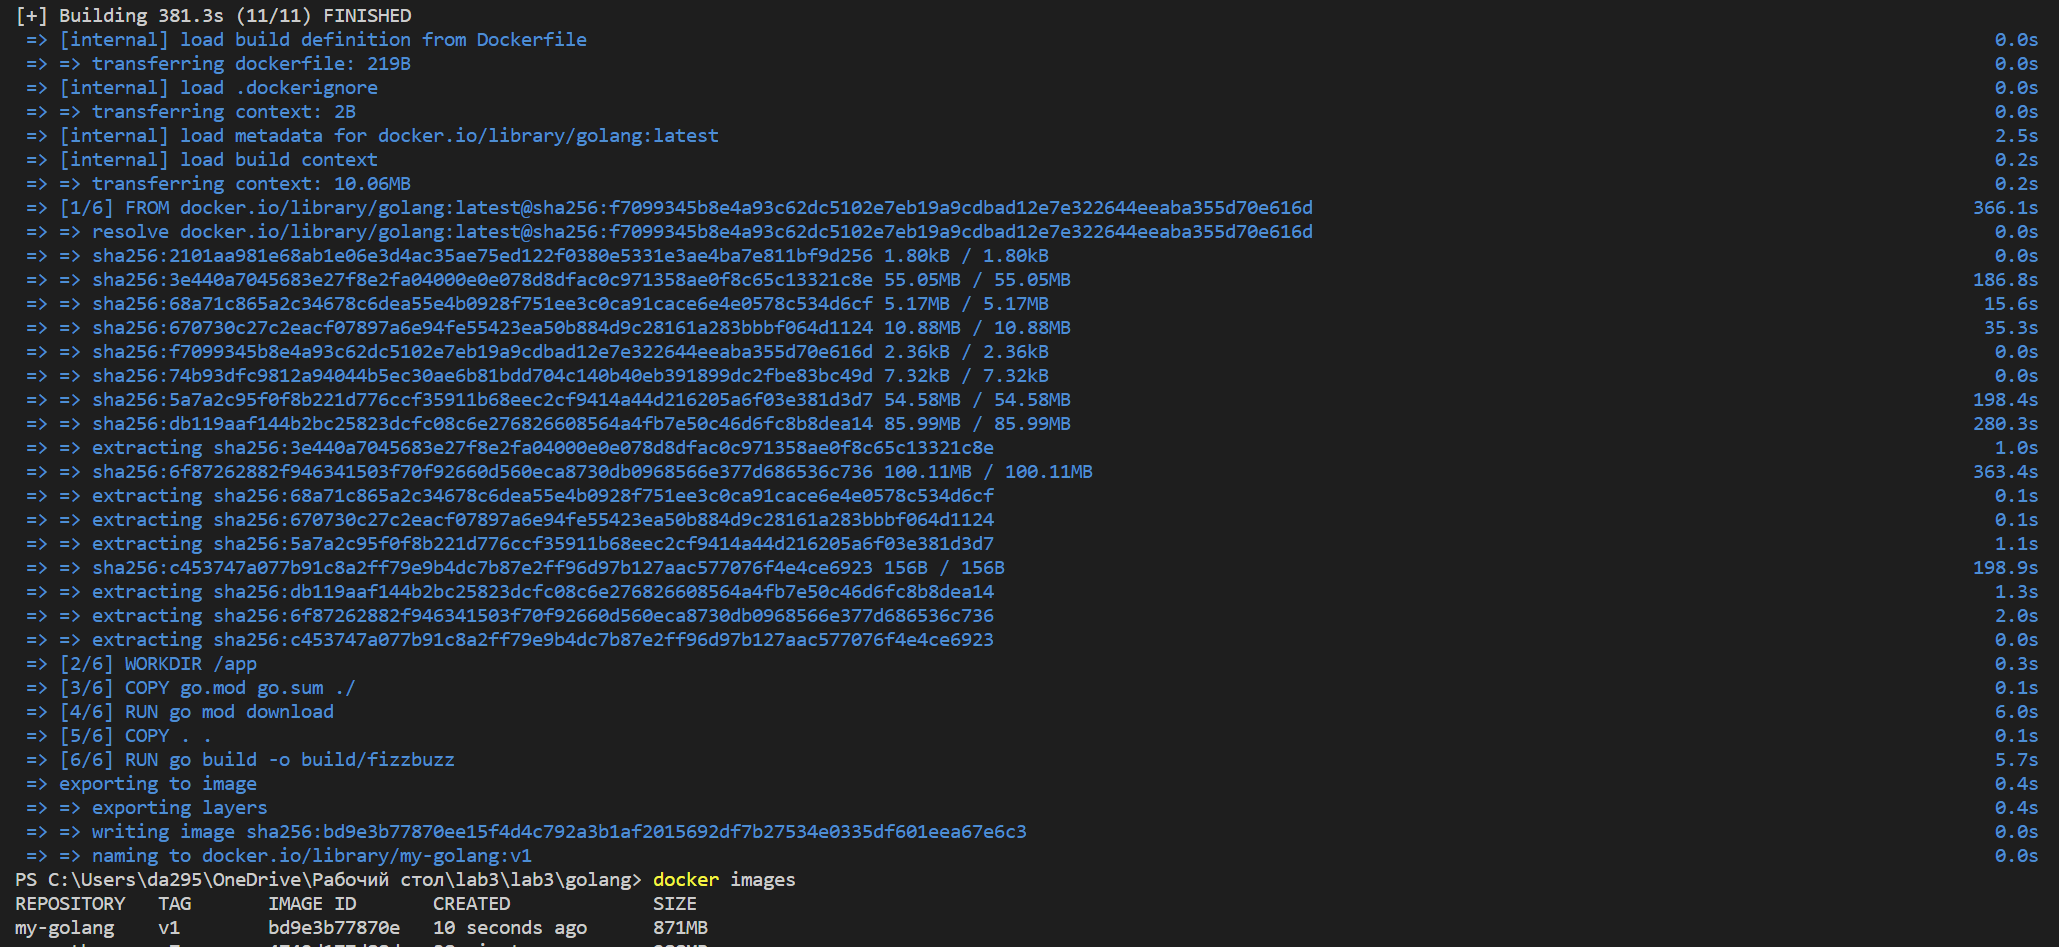 [+] Building 381.3s (11/11) FINISHED
=> [internal] load build definition from Dockerfile 0.0s
=> => transferring dockerfile: 219B 0.0s
=> [internal] load .dockerignore 0.0s
=> => transferring context: 2B 0.0s
=> [internal] load metadata for docker.io/library/golang:latest 2.5s
=> [internal] load build context 0.2s
=> => transferring context: 10.06MB 0.2s
=> [1/6] FROM docker.io/library/golang:latest@sha256:f7099345b8e4a93c62dc5102e7eb19a9cdbad12e7e322644eeaba355d70e616d 366.1s
=> => resolve docker.io/library/golang:latest@sha256:f7099345b8e4a93c62dc5102e7eb19a9cdbad12e7e322644eeaba355d70e616d 0.0s
=> => sha256:2101aa981e68ab1e06e3d4ac35ae75ed122f0380e5331e3ae4ba7e811bf9d256 1.80kB / 1.80kB 0.0s
=> => sha256:3e440a7045683e27f8e2fa04000e0e078d8dfac0c971358ae0f8c65c13321c8e 55.05MB / 55.05MB 186.8s
=> => sha256:68a71c865a2c34678c6dea55e4b0928f751ee3c0ca91cace6e4e0578c534d6cf 5.17MB / 5.17MB 15.6s
=> => sha256:670730c27c2eacf07897a6e94fe55423ea50b884d9c28161a283bbbf064d1124 10.88MB / 10.88MB 35.3s
=> => sha256:f7099345b8e4a93c62dc5102e7eb19a9cdbad12e7e322644eeaba355d70e616d 2.36kB / 2.36kB 0.0s
=> => sha256:74b93dfc9812a94044b5ec30ae6b81bdd704c140b40eb391899dc2fbe83bc49d 7.32kB / 7.32kB 0.0s
=> => sha256:5a7a2c95f0f8b221d776ccf35911b68eec2cf9414a44d216205a6f03e381d3d7 54.58MB / 54.58MB 198.4s
=> => sha256:db119aaf144b2bc25823dcfc08c6e276826608564a4fb7e50c46d6fc8b8dea14 85.99MB / 85.99MB 280.3s
=> => extracting sha256:3e440a7045683e27f8e2fa04000e0e078d8dfac0c971358ae0f8c65c13321c8e 1.0s
=> => sha256:6f87262882f946341503f70f92660d560eca8730db0968566e377d686536c736 100.11MB / 100.11MB 363.4s
=> => extracting sha256:68a71c865a2c34678c6dea55e4b0928f751ee3c0ca91cace6e4e0578c534d6cf 0.1s
=> => extracting sha256:670730c27c2eacf07897a6e94fe55423ea50b884d9c28161a283bbbf064d1124 0.1s
=> => extracting sha256:5a7a2c95f0f8b221d776ccf35911b68eec2cf9414a44d216205a6f03e381d3d7 1.1s
=> => sha256:c453747a077b91c8a2ff79e9b4dc7b87e2ff96d97b127aac577076f4e4ce6923 156B / 156B 198.9s
=> => extracting sha256:db119aaf144b2bc25823dcfc08c6e276826608564a4fb7e50c46d6fc8b8dea14 1.3s
=> => extracting sha256:6f87262882f946341503f70f92660d560eca8730db0968566e377d686536c736 2.0s
=> => extracting sha256:c453747a077b91c8a2ff79e9b4dc7b87e2ff96d97b127aac577076f4e4ce6923 0.0s
=> [2/6] WORKDIR /app 0.3s
=> [3/6] COPY go.mod go.sum ./ 0.1s
=> [4/6] RUN go mod download 6.0s
=> [5/6] COPY . . 0.1s
=> [6/6] RUN go build -o build/fizzbuzz 5.7s
=> exporting to image 0.4s
=> => exporting layers 0.4s
=> => writing image sha256:bd9e3b77870ee15f4d4c792a3b1af2015692df7b27534e0335df601eea67e6c3 0.0s
=> => naming to docker.io/library/my-golang:v1 0.0s
PS C:\Users\da295\OneDrive\Рабочий стол\lab3\lab3\golang> docker images
REPOSITORY TAG IMAGE ID CREATED SIZE
my-golang v1 bd9e3b77870e 10 seconds ago 871MB